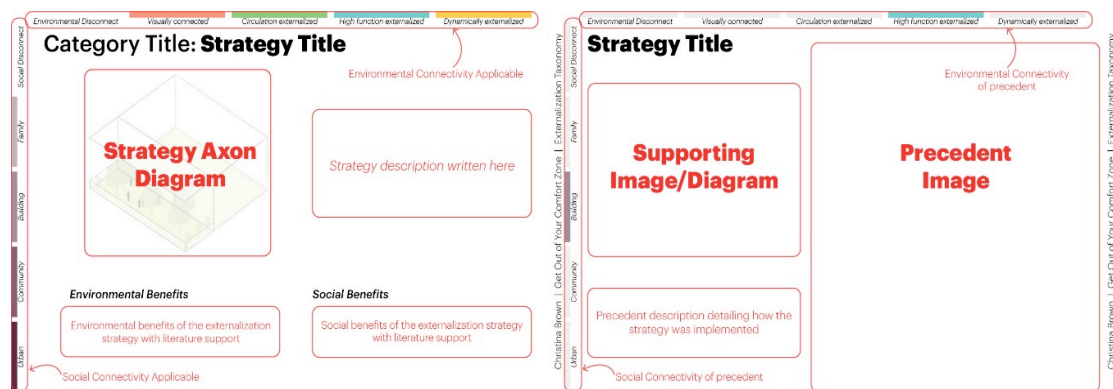 Environmental Disconnect Visually connected Circulation externalized High function externalized Dynamically externalized
Category Title: Strategy Title
Environmental Connectivity Applicable
Strategy Axon
Diagram
Strategy description written here
Environmental Benefits
Social Benefits
Environmental benefits of the externalization
strategy with literature support
Social benefits of the externalization strategy
with literature support
Social Connectivity Applicable
Social Disconnect
Family
Building
Community
Urban
Christina Brown | Get Out of Your Comfort Zone | Externalization Taxonomy
Environmental Disconnect Visually connected Circulation externalized High function externalized Dynamically externalized
Strategy Title
Environmental Connectivity
of precedent
Supporting
Image/Diagram
Precedent
Image
Precedent description detailing how the
strategy was implemented
Social Connectivity of precedent
Social Disconnect
Family
Building
Community
Urban
Christina Brown | Get Out of Your Comfort Zone | Externalization Taxonomy